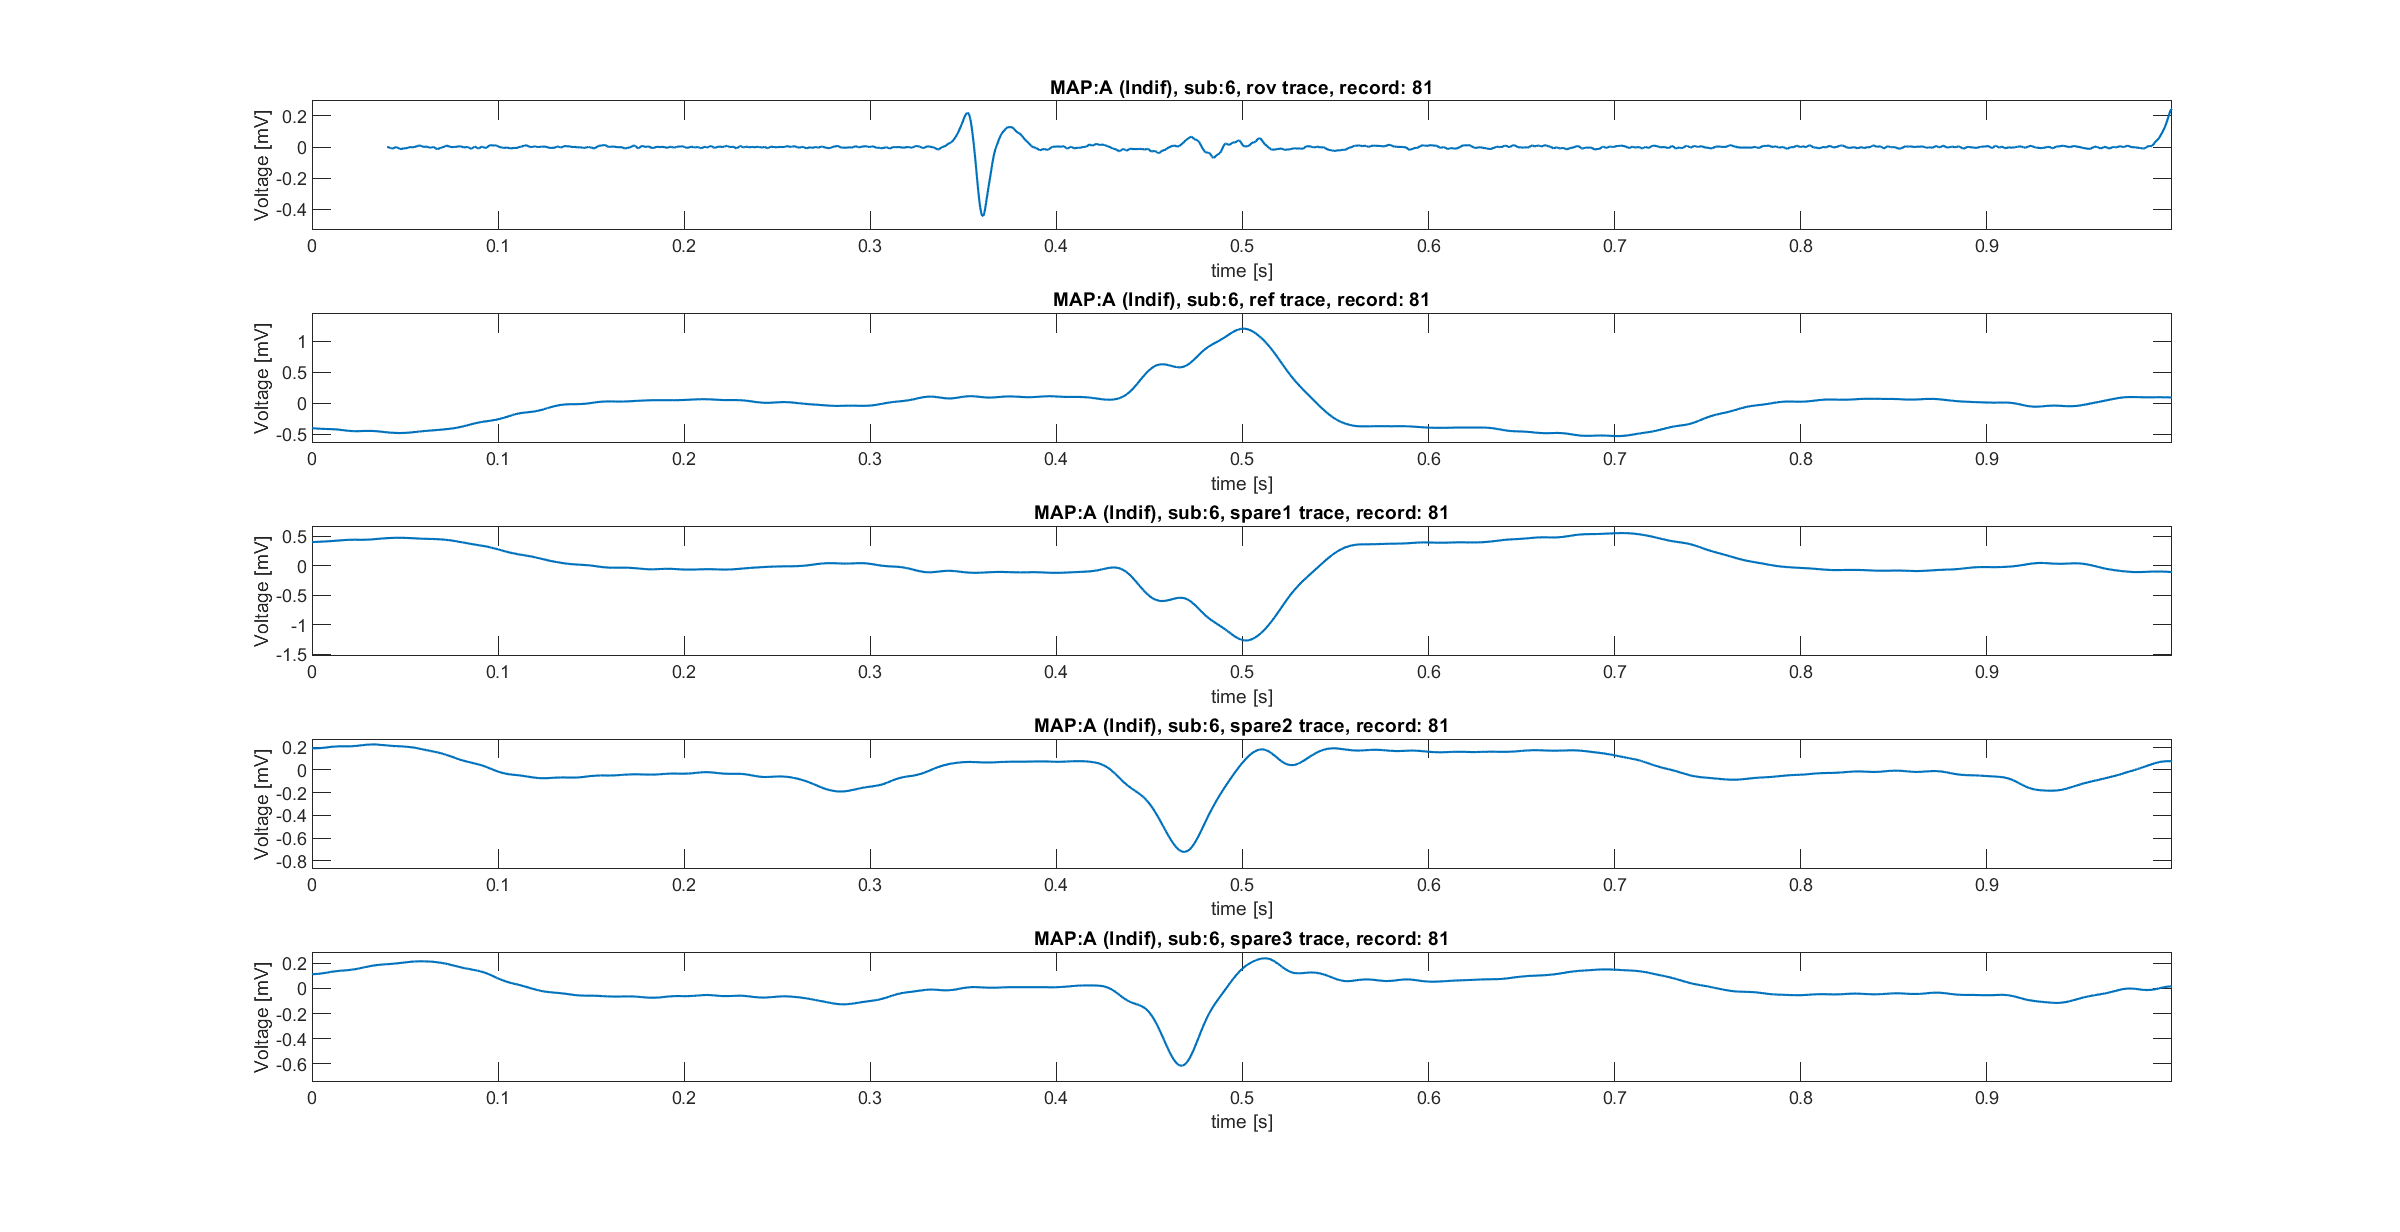 MAP:A (Indif), sub:6, rov trace, record: 81
Voltage [mV]
0.2
0
-0.2
-0.4
0 0.1 0.2 0.3 0.4 0.5 0.6 0.7 0.8 0.9
time [s]
MAP:A (Indif), sub:6, ref trace, record: 81
Voltage [mV]
1
0.5
0
-0.5
0 0.1 0.2 0.3 0.4 0.5 0.6 0.7 0.8 0.9
time [s]
MAP:A (Indif), sub:6, spare1 trace, record: 81
Voltage [mV]
0.5
0
-0.5
-1
-1.5
0 0.1 0.2 0.3 0.4 0.5 0.6 0.7 0.8 0.9
time [s]
MAP:A (Indif), sub:6, spare2 trace, record: 81
Voltage [mV]
0.2
0
-0.2
-0.4
-0.6
-0.8
0 0.1 0.2 0.3 0.4 0.5 0.6 0.7 0.8 0.9
time [s]
MAP:A (Indif), sub:6, spare3 trace, record: 81
Voltage [mV]
0.2
0
-0.2
-0.4
-0.6
0 0.1 0.2 0.3 0.4 0.5 0.6 0.7 0.8 0.9
time [s]